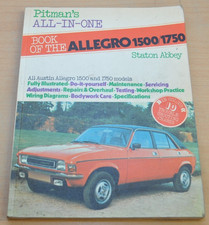 Pitman's
ALL-IN-ONE
BOOK OF THE ALLEGRO 1500/1750
Staton Abbey
All Austin Allegro 1500 and 1750 models
Fully Illustrated·Do-it-yourself·Maintenance·Servicing
Adjustments·Repairs & Overhaul·Testing·Workshop Practice
Wiring Diagrams·Bodywork Care·Specifications